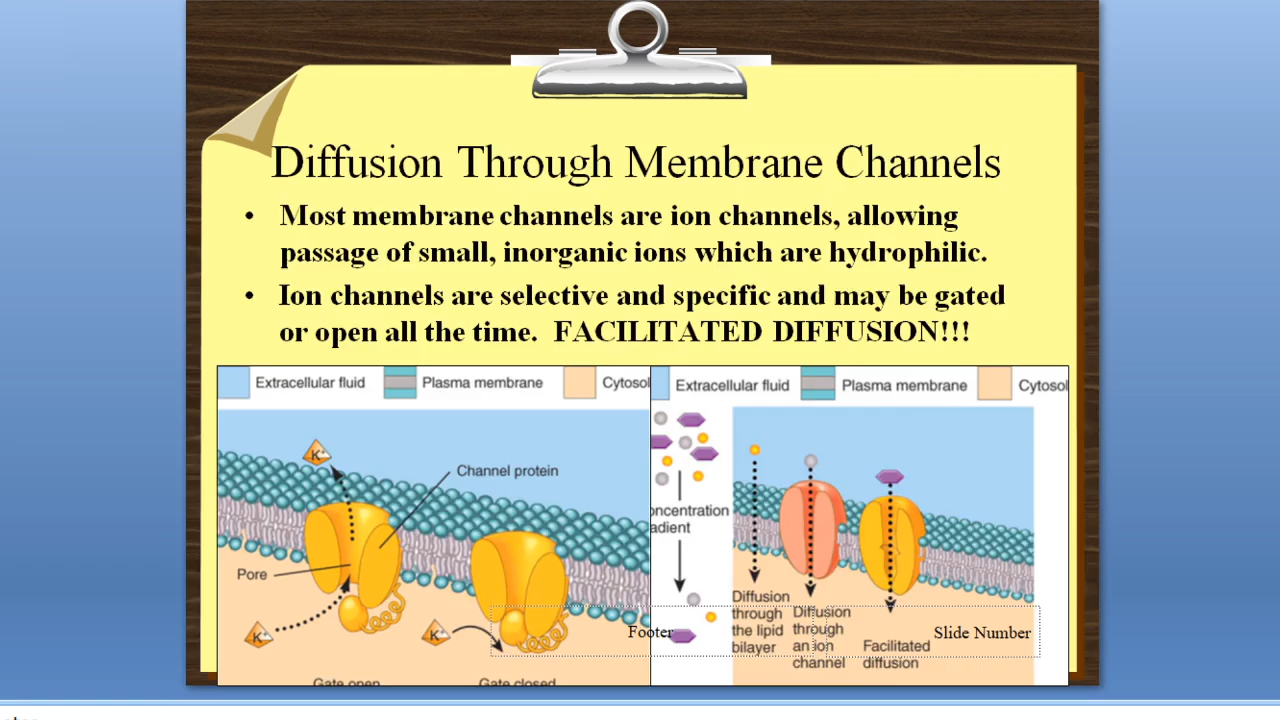 Diffusion Through Membrane Channels
• Most membrane channels are ion channels, allowing
passage of small, inorganic ions which are hydrophilic.
• Ion channels are selective and specific and may be gated
or open all the time. FACILITATED DIFFUSION!!!
Extracellular fluid Plasma membrane Cytosol
K+
Channel protein
Pore
K+
K+
Gate open Gate closed
Extracellular fluid Plasma membrane Cytosol
oncentration
adient
Diffusion
through
the lipid
bilayer
Diffusion
through
an ion
channel
Facilitated
diffusion
Footer
Slide Number